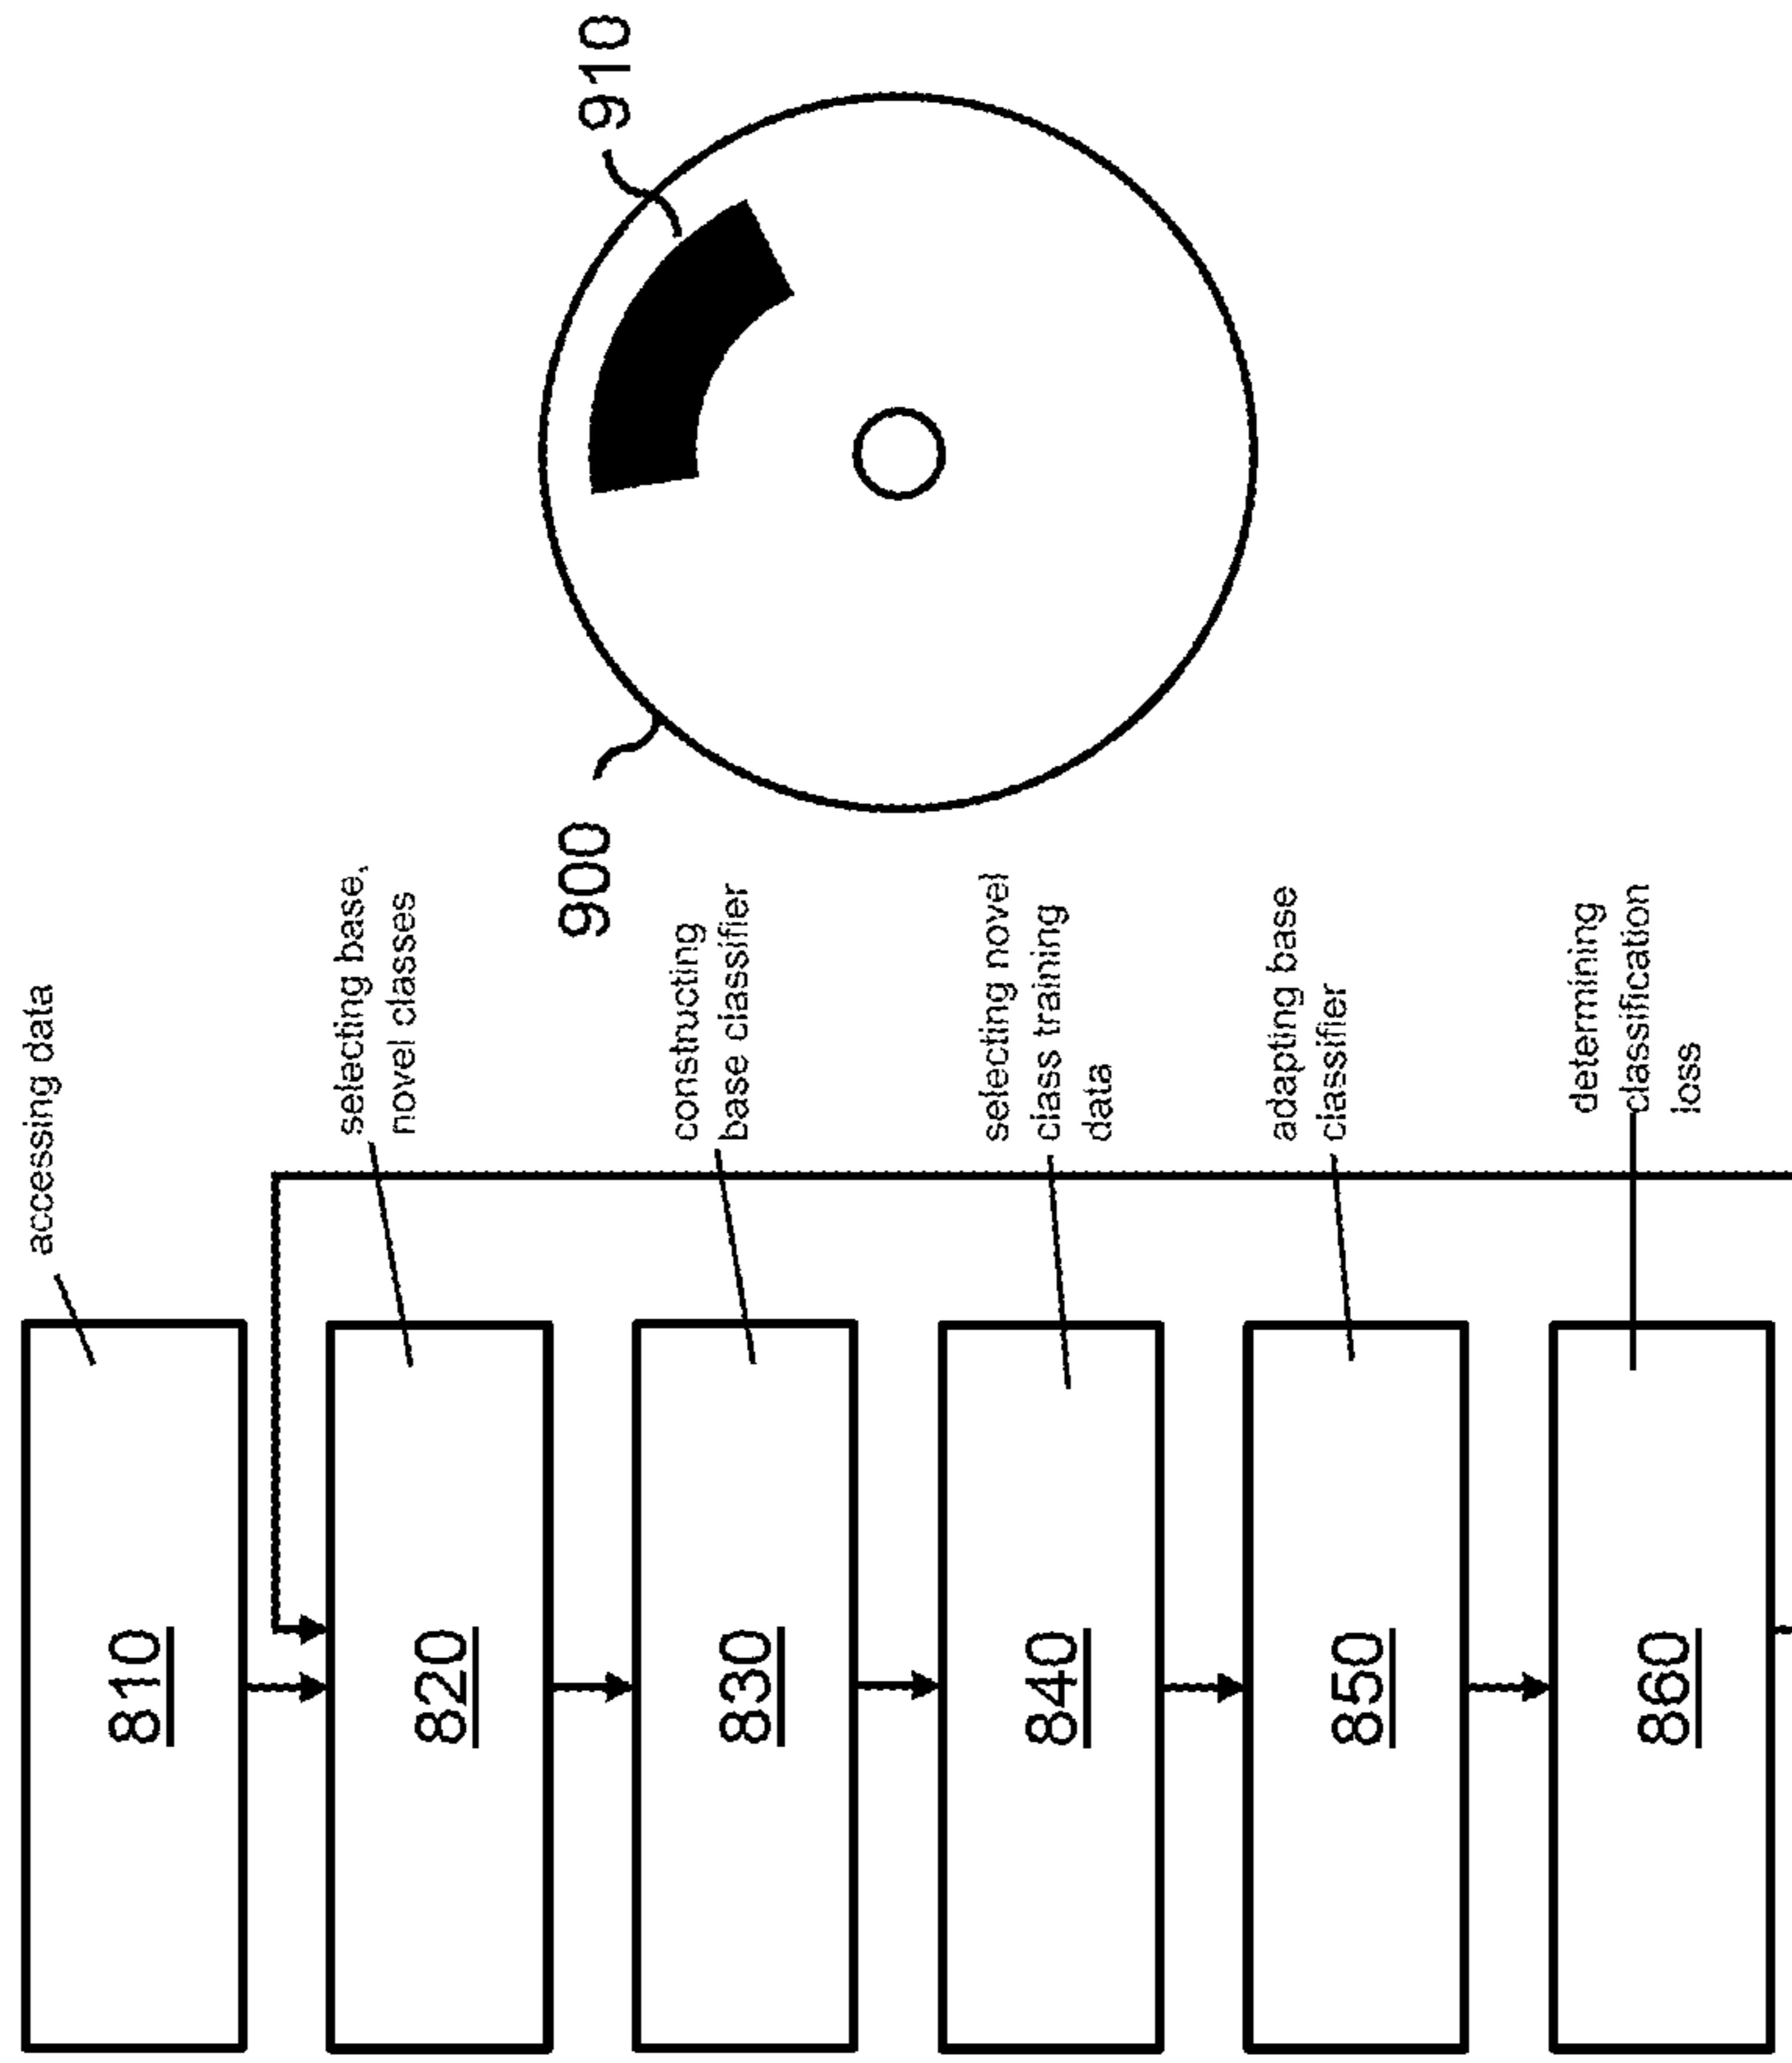 810
accessing data
820
selecting base,
novel classes
830
constructing
base classifier
840
selecting novel
class training
data
850
adapting base
classifier
860
determining
classification
loss
900
910